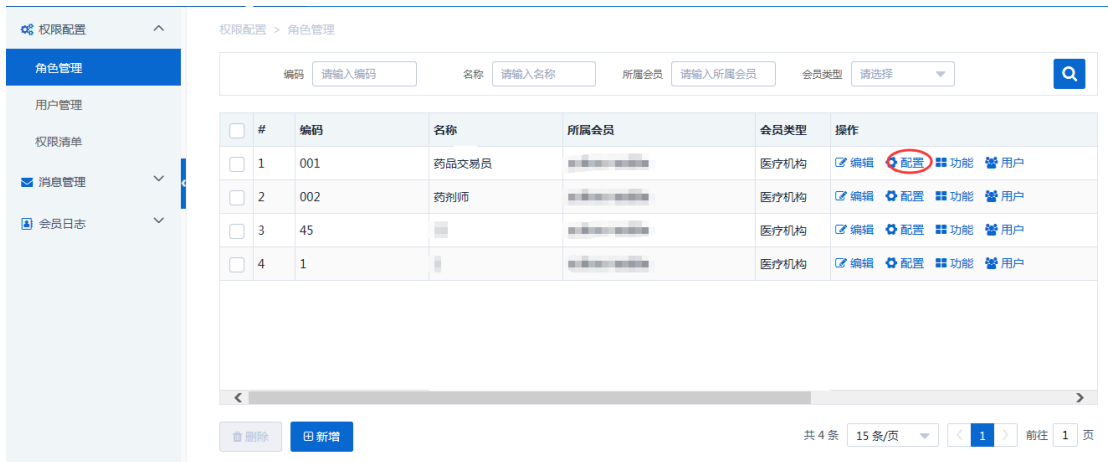 权限配置
角色管理
用户管理
权限清单
消息管理
会员日志
权限配置 > 角色管理
编码 请输入编码 名称 请输入名称 所属会员 请输入所属会员 会员类型 请选择
# 编码 名称 所属会员 会员类型 操作
1 001 药品交易员 医疗机构 编辑 配置 功能 用户
2 002 药剂师 医疗机构 编辑 配置 功能 用户
3 45 医疗机构 编辑 配置 功能 用户
4 1 医疗机构 编辑 配置 功能 用户
删除 新增 共 4 条 15 条/页 1 前往 1 页